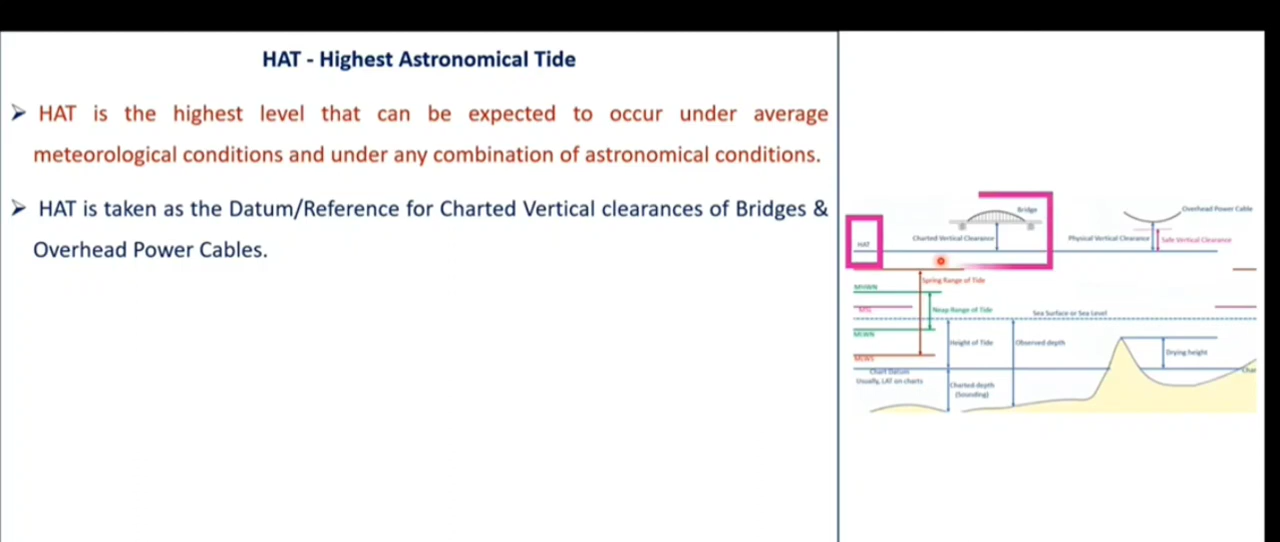 HAT - Highest Astronomical Tide
➤ HAT is the highest level that can be expected to occur under average
meteorological conditions and under any combination of astronomical conditions.
➤ HAT is taken as the Datum/Reference for Charted Vertical clearances of Bridges &
Overhead Power Cables.
Bridge
Overhead Power Cable
HAT
Charted Vertical Clearance
Physical Vertical Clearance
Safe Vertical Clearance
Spring Range of Tide
MHWN
MSL
Neap Range of Tide
Sea Surface or Sea Level
MLWN
Height of Tide
Observed depth
Drying height
MLWS
Chart Datum
Usually, LAT on charts
Charted depth
(Sounding)
Char